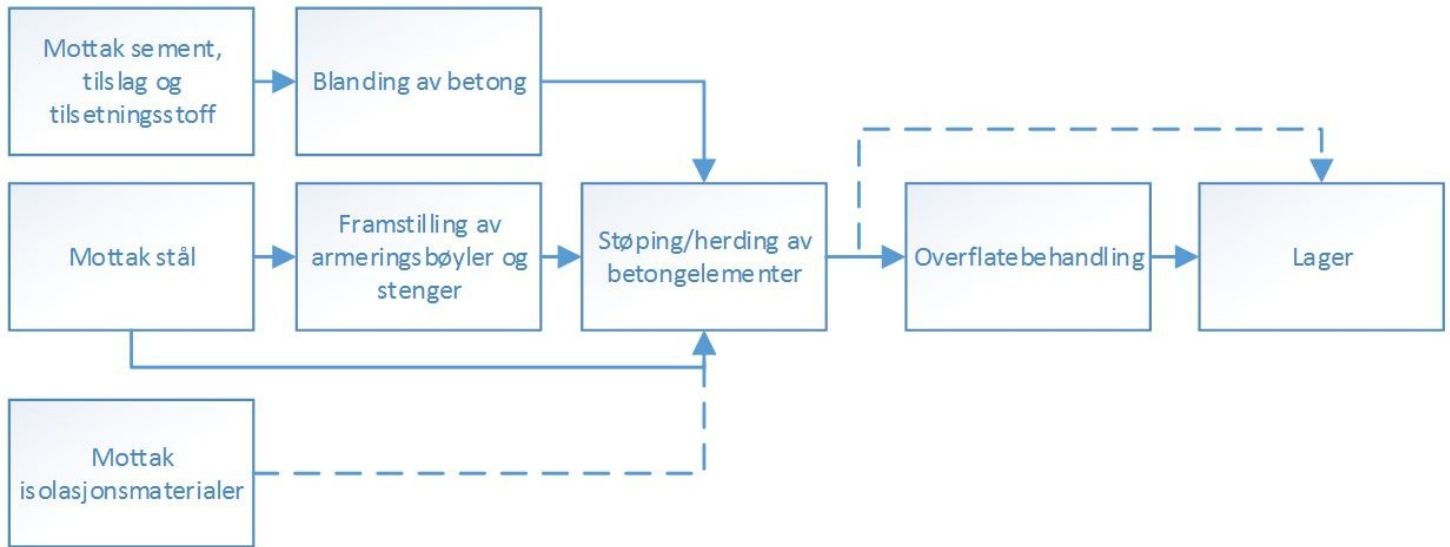 Mottak sement,
tilslag og
tilsetningsstoff
Blanding av betong
Mottak stål
Framstilling av
armeringsbøyler og
stenger
Støping/herding av
betongelementer
Overflatebehandling
Lager
Mottak
isolasjonsmaterialer